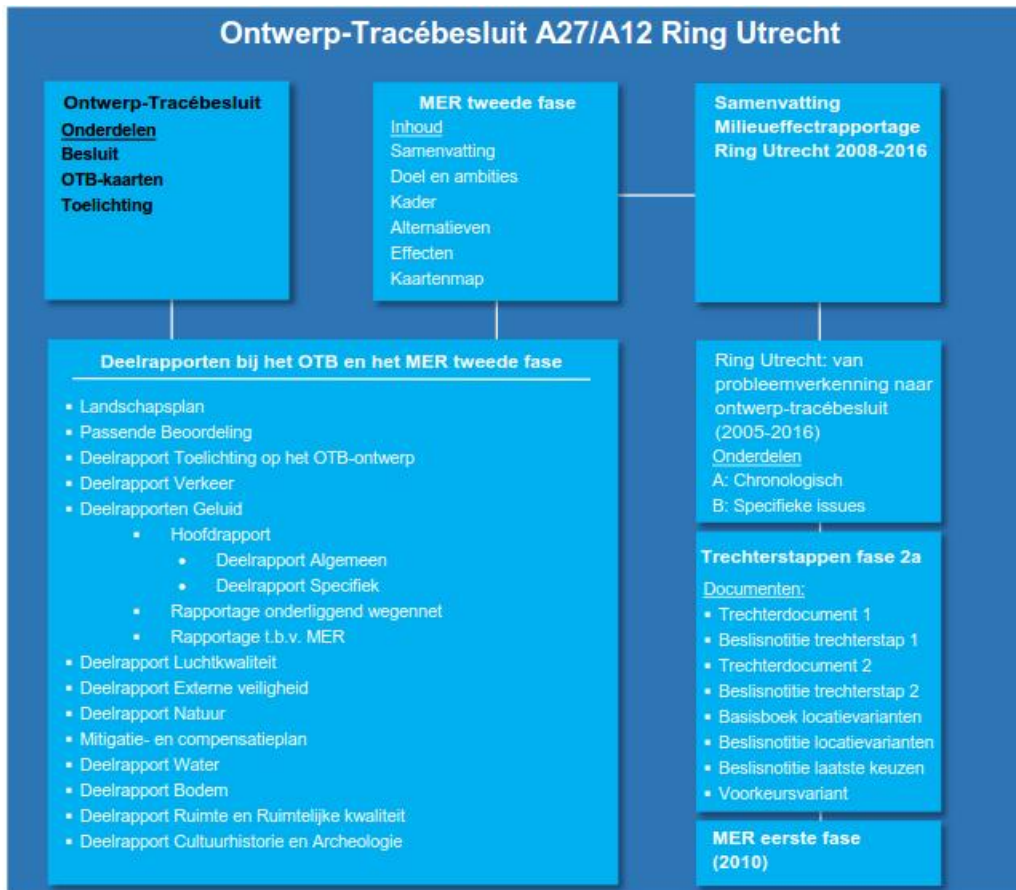 Ontwerp-Tracébesluit A27/A12 Ring Utrecht
Ontwerp-Tracébesluit
Onderdelen
Besluit
OTB-kaarten
Toelichting
MER tweede fase
Inhoud
Samenvatting
Doel en ambities
Kader
Alternatieven
Effecten
Kaartenmap
Samenvatting
Milieueffectrapportage
Ring Utrecht 2008-2016
Deelrapporten bij het OTB en het MER tweede fase
▪ Landschapsplan
▪ Passende Beoordeling
▪ Deelrapport Toelichting op het OTB-ontwerp
▪ Deelrapport Verkeer
▪ Deelrapporten Geluid
▪ Hoofdrapport
• Deelrapport Algemeen
• Deelrapport Specifiek
▪ Rapportage onderliggend wegennet
▪ Rapportage t.b.v. MER
▪ Deelrapport Luchtkwaliteit
▪ Deelrapport Externe veiligheid
▪ Deelrapport Natuur
▪ Mitigatie- en compensatieplan
▪ Deelrapport Water
▪ Deelrapport Bodem
▪ Deelrapport Ruimte en Ruimtelijke kwaliteit
▪ Deelrapport Cultuurhistorie en Archeologie
Ring Utrecht: van
probleemverkenning naar
ontwerp-tracébesluit
(2005-2016)
Onderdelen
A: Chronologisch
B: Specifieke issues
Trechterstappen fase 2a
Documenten:
▪ Trechterdocument 1
▪ Beslisnotitie trechterstap 1
▪ Trechterdocument 2
▪ Beslisnotitie trechterstap 2
▪ Basisboek locatievarianten
▪ Beslisnotitie locatievarianten
▪ Beslisnotitie laatste keuzen
▪ Voorkeursvariant
MER eerste fase
(2010)